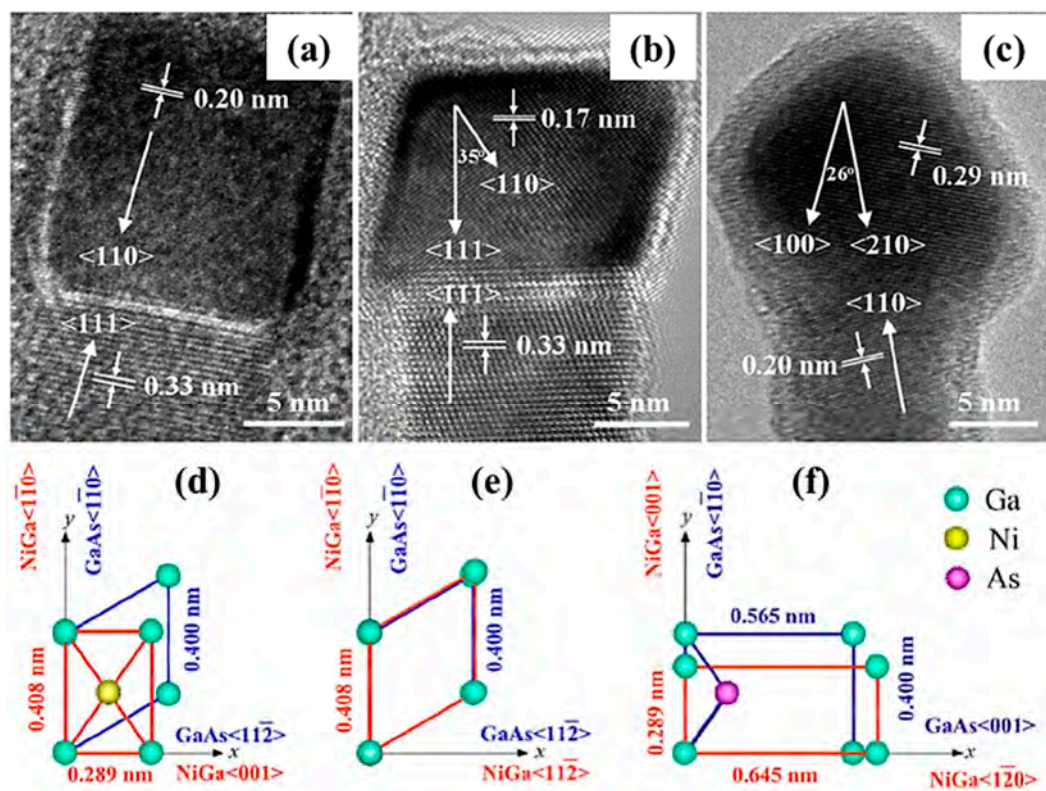 (a)
0.20 nm
<110>
<111>
0.33 nm
5 nm
(b)
0.17 nm
35°
<110>
<111>
<111>
0.33 nm
5 nm
(c)
0.29 nm
26°
<100>
<210>
<110>
0.20 nm
5 nm
(d)
NiGa<1̄10>
GaAs<1̄10>
y
0.408 nm
0.400 nm
GaAs<112̄>
x
0.289 nm
NiGa<001>
(e)
NiGa<1̄10>
GaAs<1̄10>
y
0.408 nm
0.400 nm
GaAs<112̄>
x
NiGa<112̄>
(f)
NiGa<001>
GaAs<1̄10>
y
0.565 nm
0.289 nm
0.400 nm
GaAs<001>
x
0.645 nm
NiGa<12̄0>
Ga
Ni
As